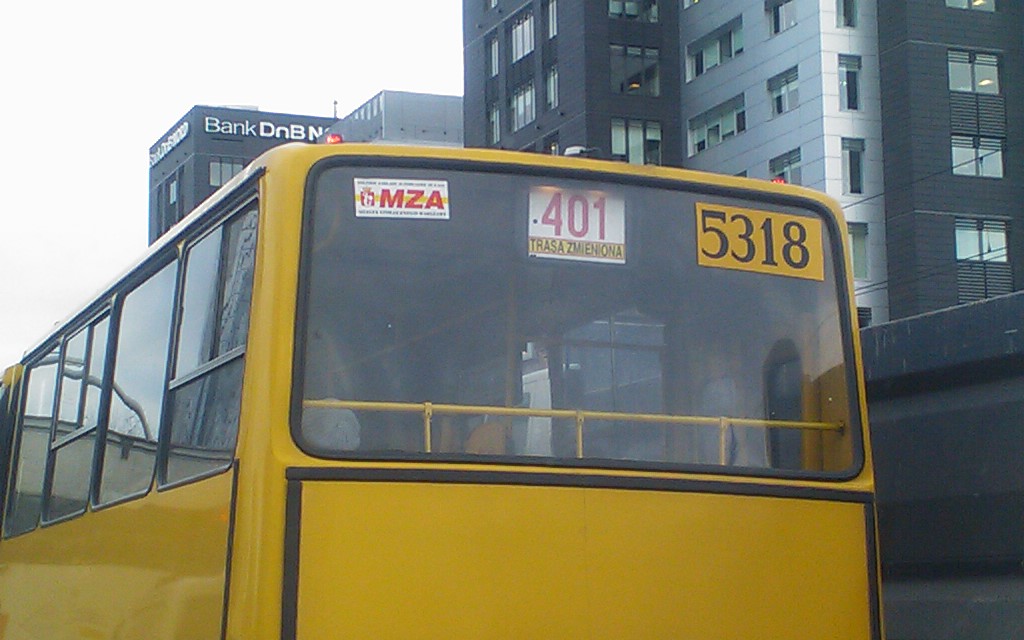 Bank DnB N
MZA
401
TRASA ZMIENIONA
5318